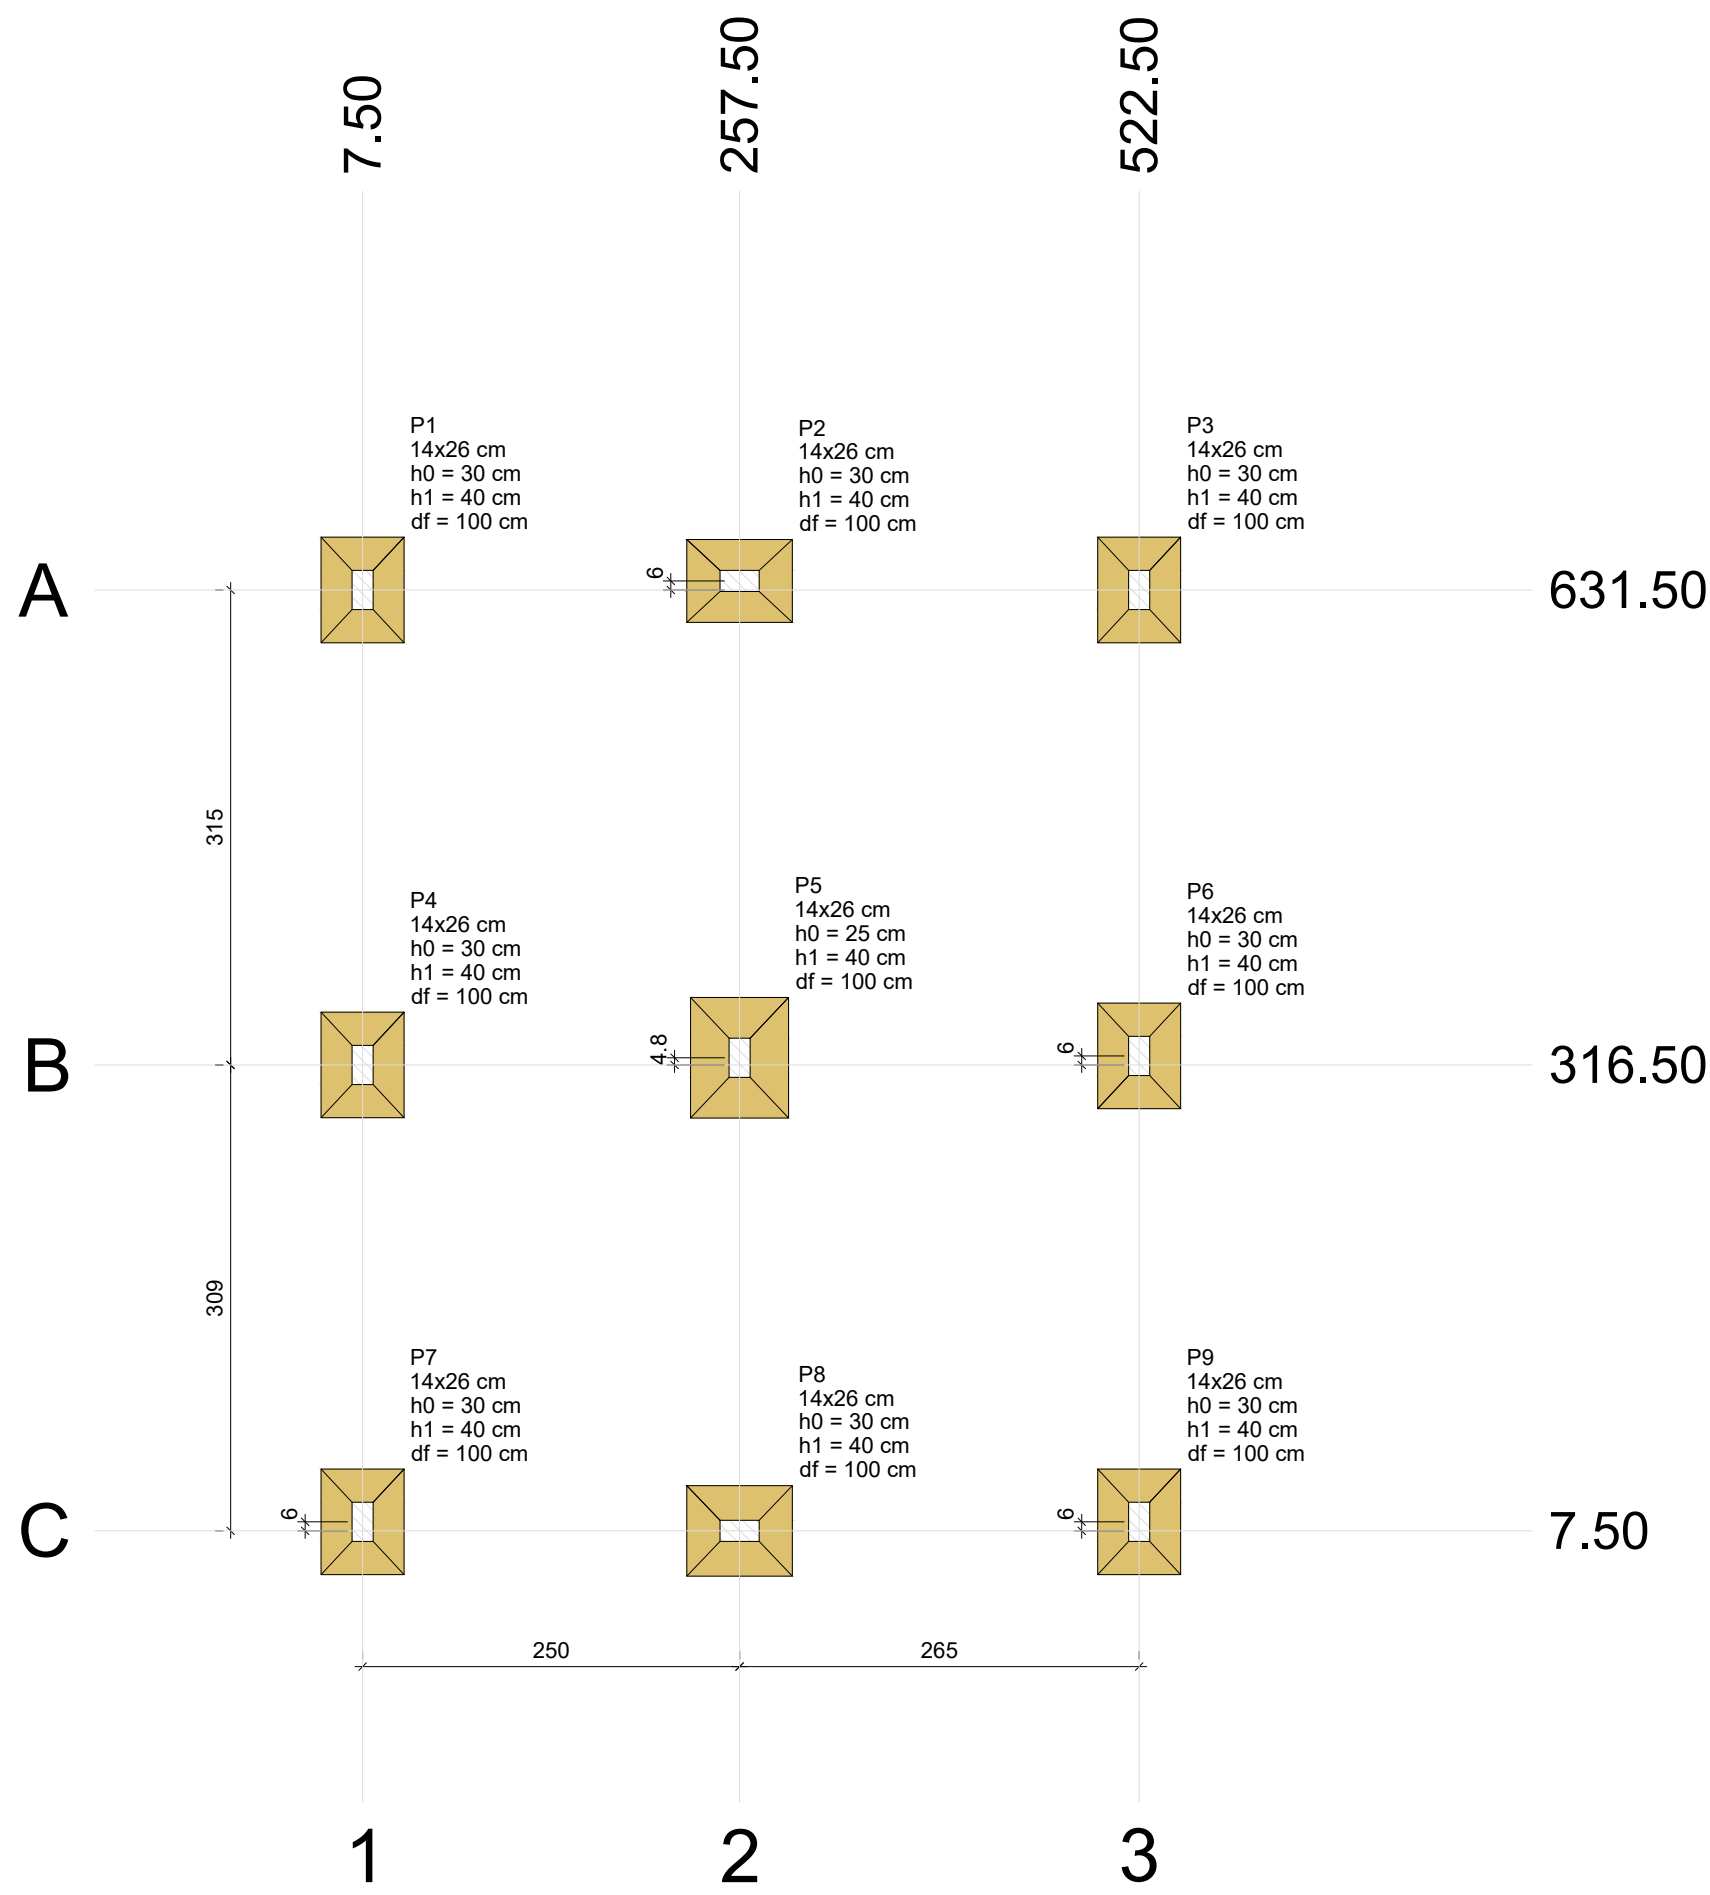 7.50
257.50
522.50
P1
14x26 cm
h0 = 30 cm
h1 = 40 cm
df = 100 cm
P2
14x26 cm
h0 = 30 cm
h1 = 40 cm
df = 100 cm
P3
14x26 cm
h0 = 30 cm
h1 = 40 cm
df = 100 cm
A
6
631.50
315
P4
14x26 cm
h0 = 30 cm
h1 = 40 cm
df = 100 cm
P5
14x26 cm
h0 = 25 cm
h1 = 40 cm
df = 100 cm
P6
14x26 cm
h0 = 30 cm
h1 = 40 cm
df = 100 cm
B
4.8
6
316.50
309
P7
14x26 cm
h0 = 30 cm
h1 = 40 cm
df = 100 cm
P8
14x26 cm
h0 = 30 cm
h1 = 40 cm
df = 100 cm
P9
14x26 cm
h0 = 30 cm
h1 = 40 cm
df = 100 cm
C
6
6
7.50
250
265
1
2
3